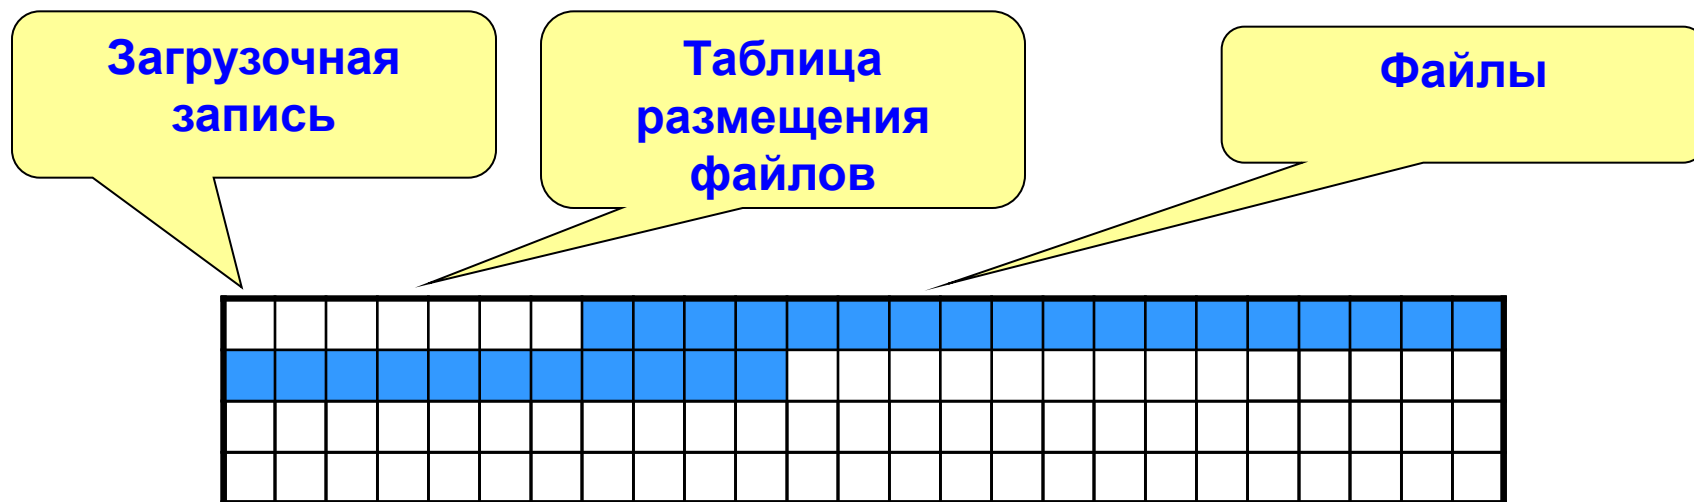 Загрузочная
запись
Таблица
размещения
файлов
Файлы